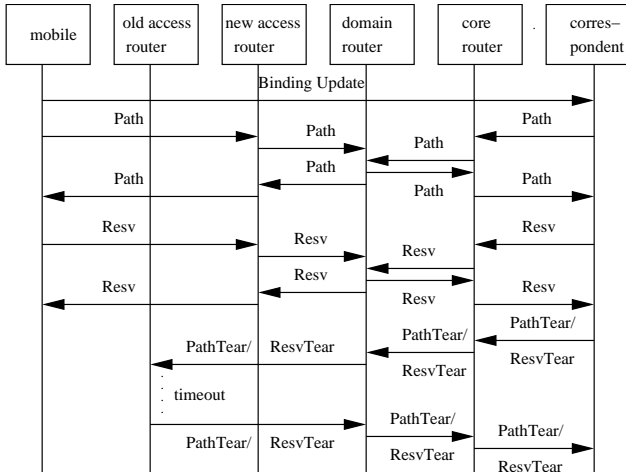 mobile
old access
router
new access
router
domain
router
core
router
corres–
pondent
Binding Update
Path
Path
Path
Path
Path
Path
Path
Path
Resv
Resv
Resv
Resv
Resv
Resv
Resv
Resv
PathTear/
ResvTear
PathTear/
ResvTear
PathTear/ ResvTear
timeout
PathTear/ ResvTear
PathTear/
ResvTear
PathTear/
ResvTear